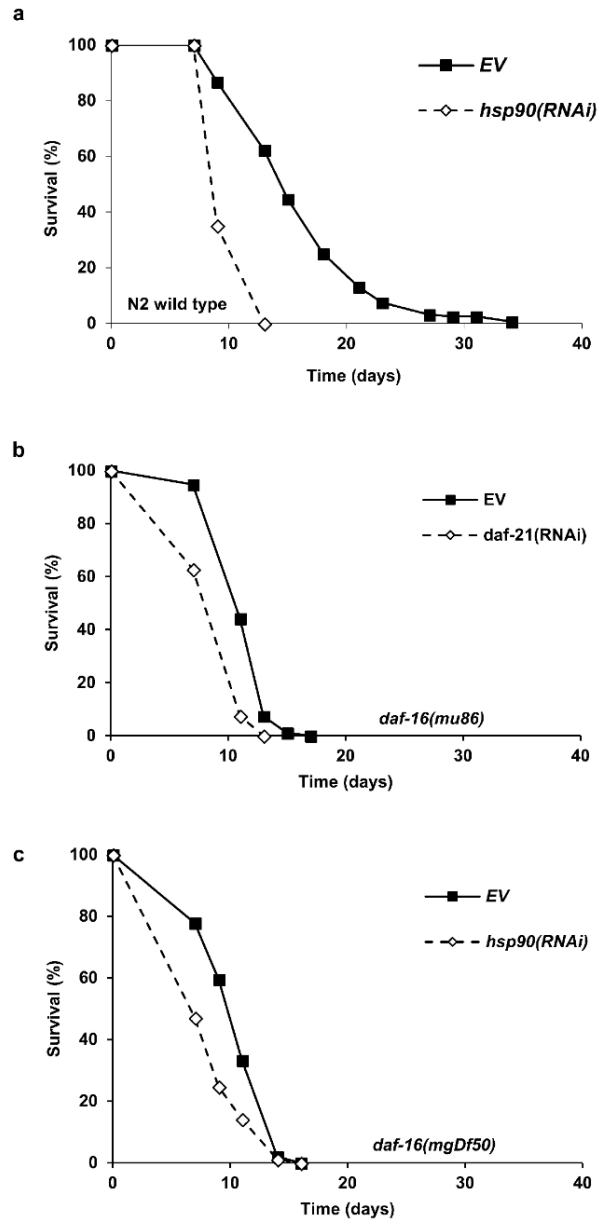 a
100
80
60
40
20
0
Survival (%)
EV
hsp90(RNAi)
N2 wild type
0 10 20 30 40
Time (days)
b
100
80
60
40
20
0
Survival (%)
EV
daf-21(RNAi)
daf-16(mu86)
0 10 20 30 40
Time (days)
c
100
80
60
40
20
0
Survival (%)
EV
hsp90(RNAi)
daf-16(mgDf50)
0 10 20 30 40
Time (days)